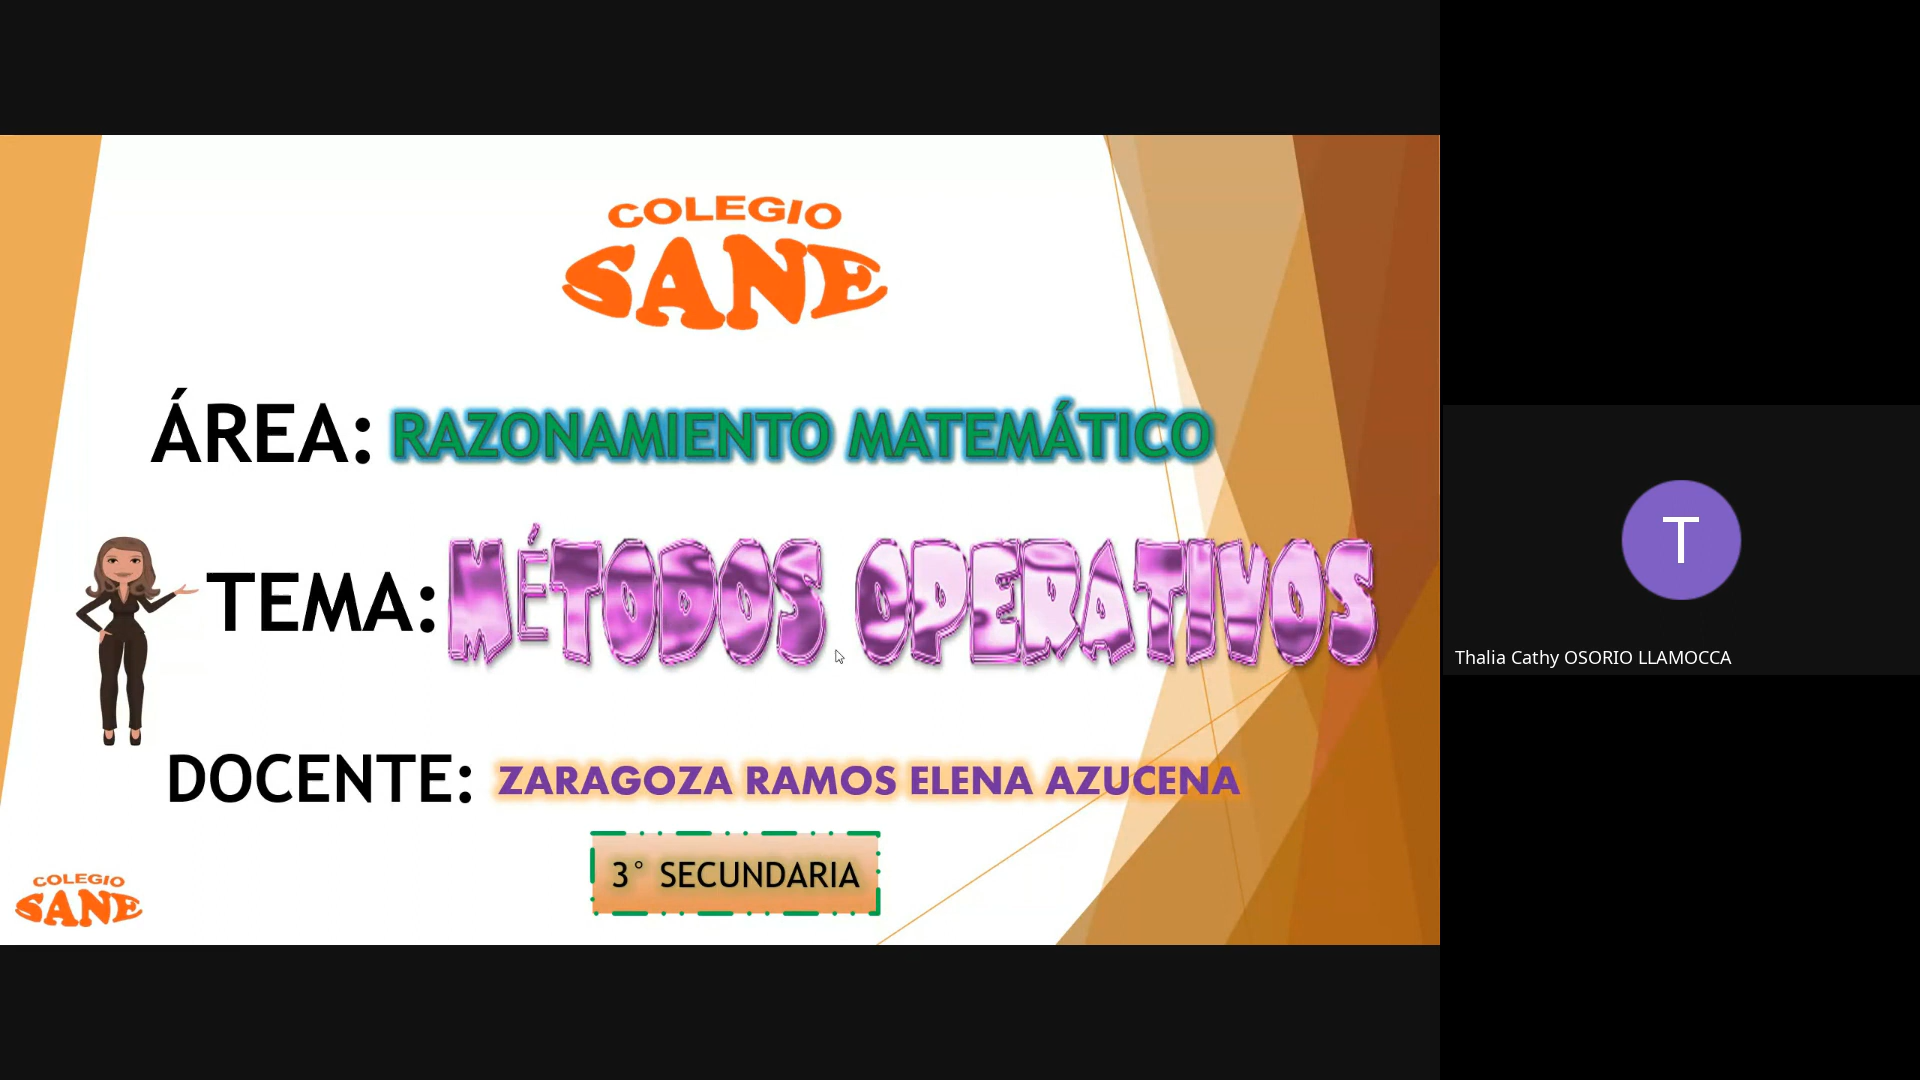 COLEGIO
SANE
ÁREA: RAZONAMIENTO MATEMÁTICO
TEMA: MÉTODOS OPERATIVOS
DOCENTE: ZARAGOZA RAMOS ELENA AZUCENA
3° SECUNDARIA
COLEGIO
SANE
T
Thalia Cathy OSORIO LLAMOCCA